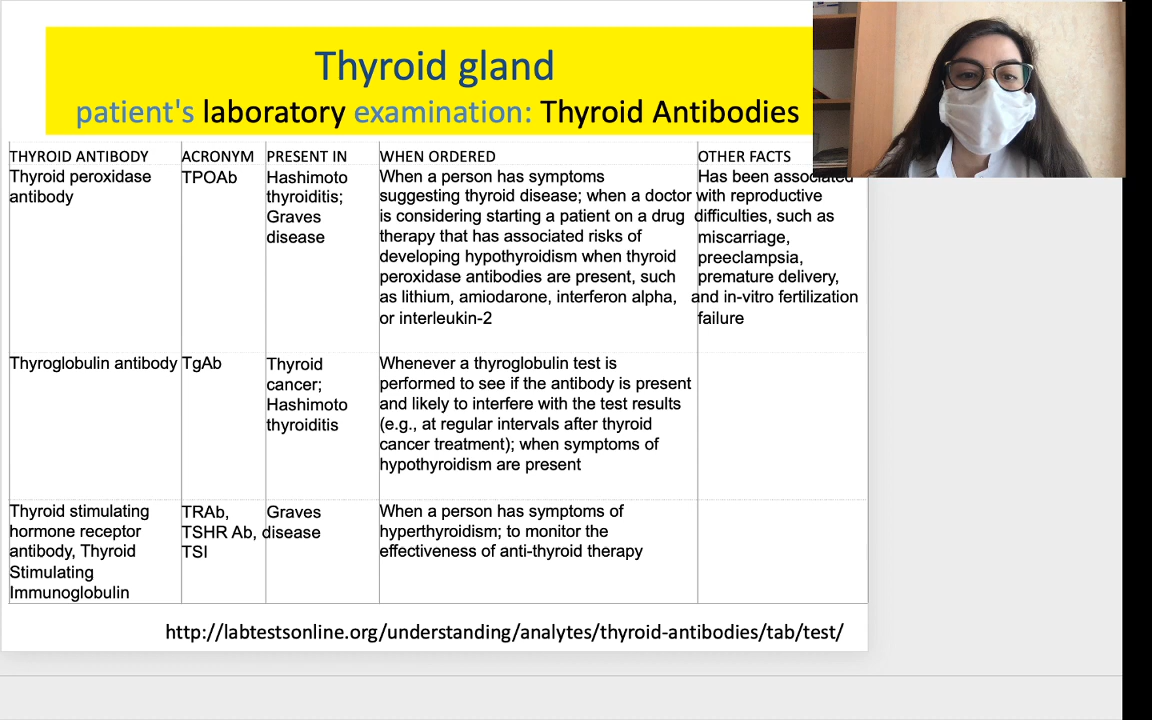 Thyroid gland
patient's laboratory examination: Thyroid Antibodies
THYROID ANTIBODY ACRONYM PRESENT IN WHEN ORDERED OTHER FACTS
Thyroid peroxidase
antibody
TPOAb
Hashimoto
thyroiditis;
Graves
disease
When a person has symptoms
suggesting thyroid disease; when a doctor
is considering starting a patient on a drug
therapy that has associated risks of
developing hypothyroidism when thyroid
peroxidase antibodies are present, such
as lithium, amiodarone, interferon alpha,
or interleukin-2
Has been associated
with reproductive
difficulties, such as
miscarriage,
preeclampsia,
premature delivery,
and in-vitro fertilization
failure
Thyroglobulin antibody
TgAb
Thyroid
cancer;
Hashimoto
thyroiditis
Whenever a thyroglobulin test is
performed to see if the antibody is present
and likely to interfere with the test results
(e.g., at regular intervals after thyroid
cancer treatment); when symptoms of
hypothyroidism are present
Thyroid stimulating
hormone receptor
antibody, Thyroid
Stimulating
Immunoglobulin
TRAb,
TSHR Ab,
TSI
Graves
disease
When a person has symptoms of
hyperthyroidism; to monitor the
effectiveness of anti-thyroid therapy
http://labtestsonline.org/understanding/analytes/thyroid-antibodies/tab/test/